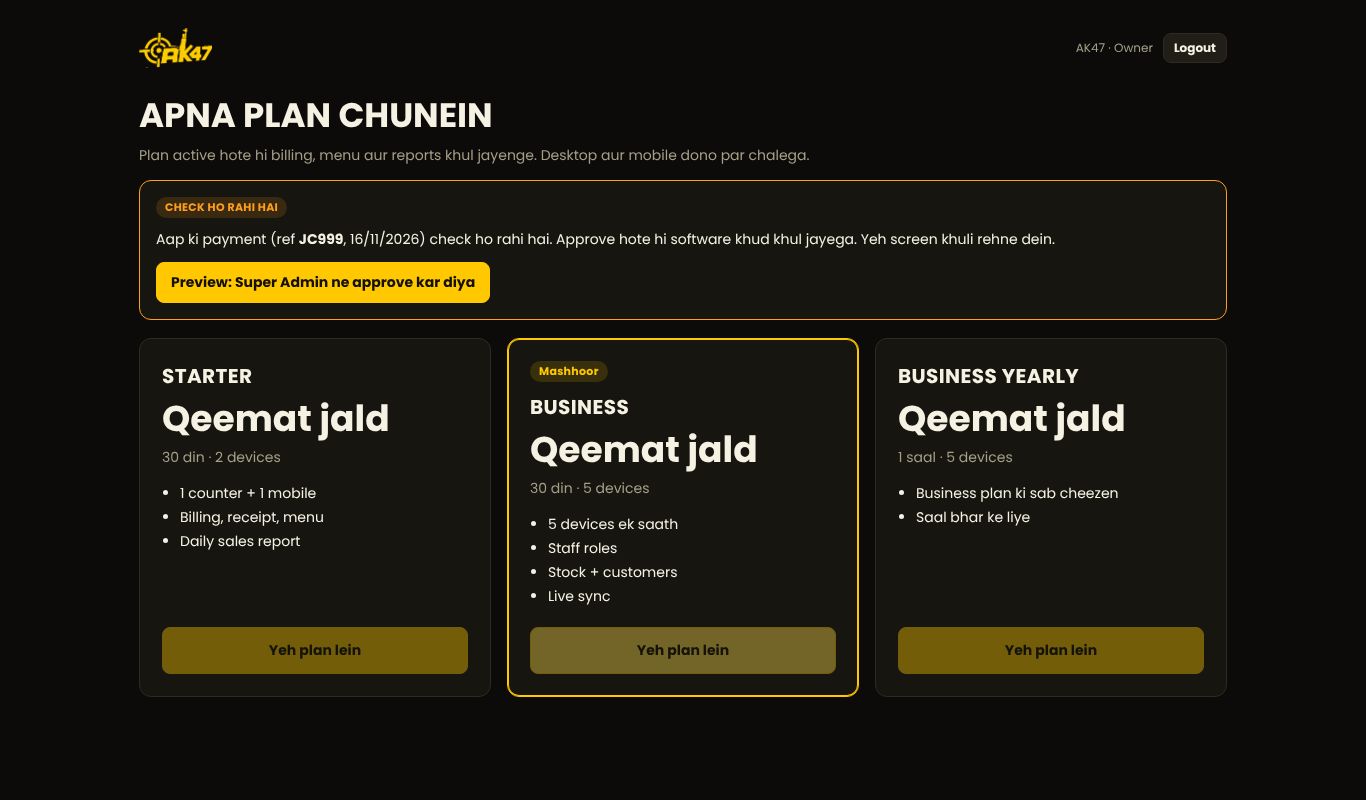 AK47
AK47 · Owner
Logout
APNA PLAN CHUNEIN
Plan active hote hi billing, menu aur reports khul jayenge. Desktop aur mobile dono par chalega.
CHECK HO RAHI HAI
Aap ki payment (ref JC999, 16/11/2026) check ho rahi hai. Approve hote hi software khud khul jayega. Yeh screen khuli rehne dein.
Preview: Super Admin ne approve kar diya
STARTER
Qeemat jald
30 din · 2 devices
• 1 counter + 1 mobile
• Billing, receipt, menu
• Daily sales report
Yeh plan lein
Mashhoor
BUSINESS
Qeemat jald
30 din · 5 devices
• 5 devices ek saath
• Staff roles
• Stock + customers
• Live sync
Yeh plan lein
BUSINESS YEARLY
Qeemat jald
1 saal · 5 devices
• Business plan ki sab cheezen
• Saal bhar ke liye
Yeh plan lein